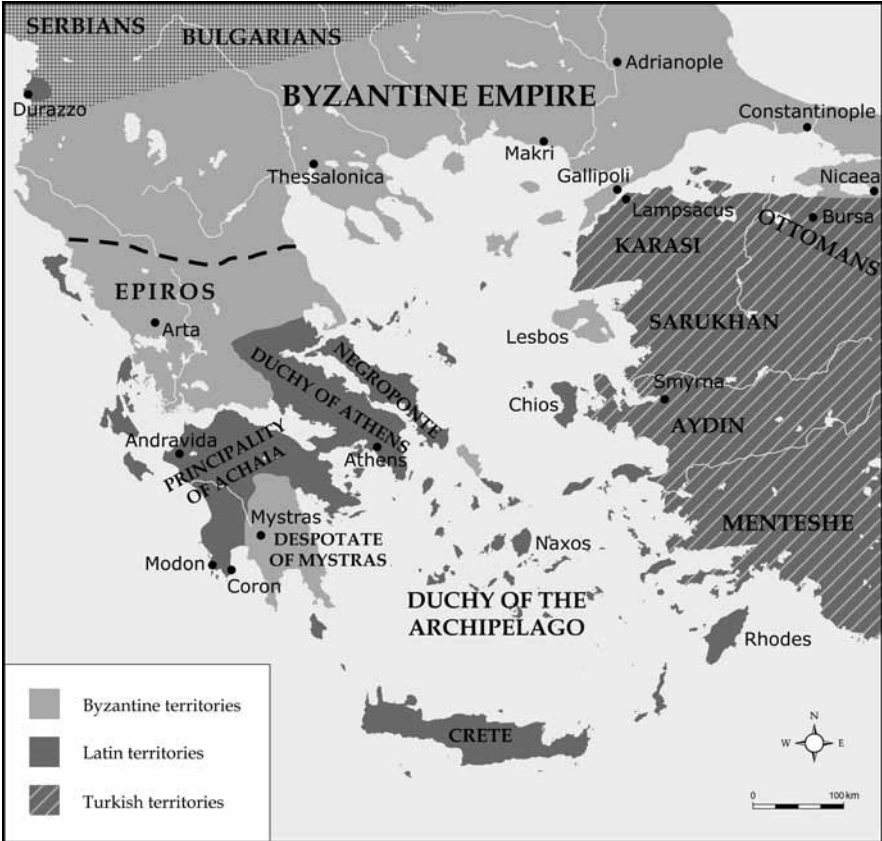 SERBIANS
BULGARIANS
BYZANTINE EMPIRE
Adrianople
Durazzo
Constantinople
Makri
Thessalonica
Gallipoli
Nicaea
Lampsacus
Bursa
OTTOMANS
KARASI
EPIROS
Arta
SARUKHAN
Lesbos
NEGROPONTE
DUCHY OF ATHENS
Smyrna
Chios
AYDIN
Andravida
PRINCIPALITY
OF ACHAIA
Athens
Mystras
DESPOTATE
OF MYSTRAS
MENTESHE
Naxos
Modon
Coron
DUCHY OF THE
ARCHIPELAGO
Rhodes
CRETE
Byzantine territories
Latin territories
Turkish territories
N
W
E
S
0
100 km